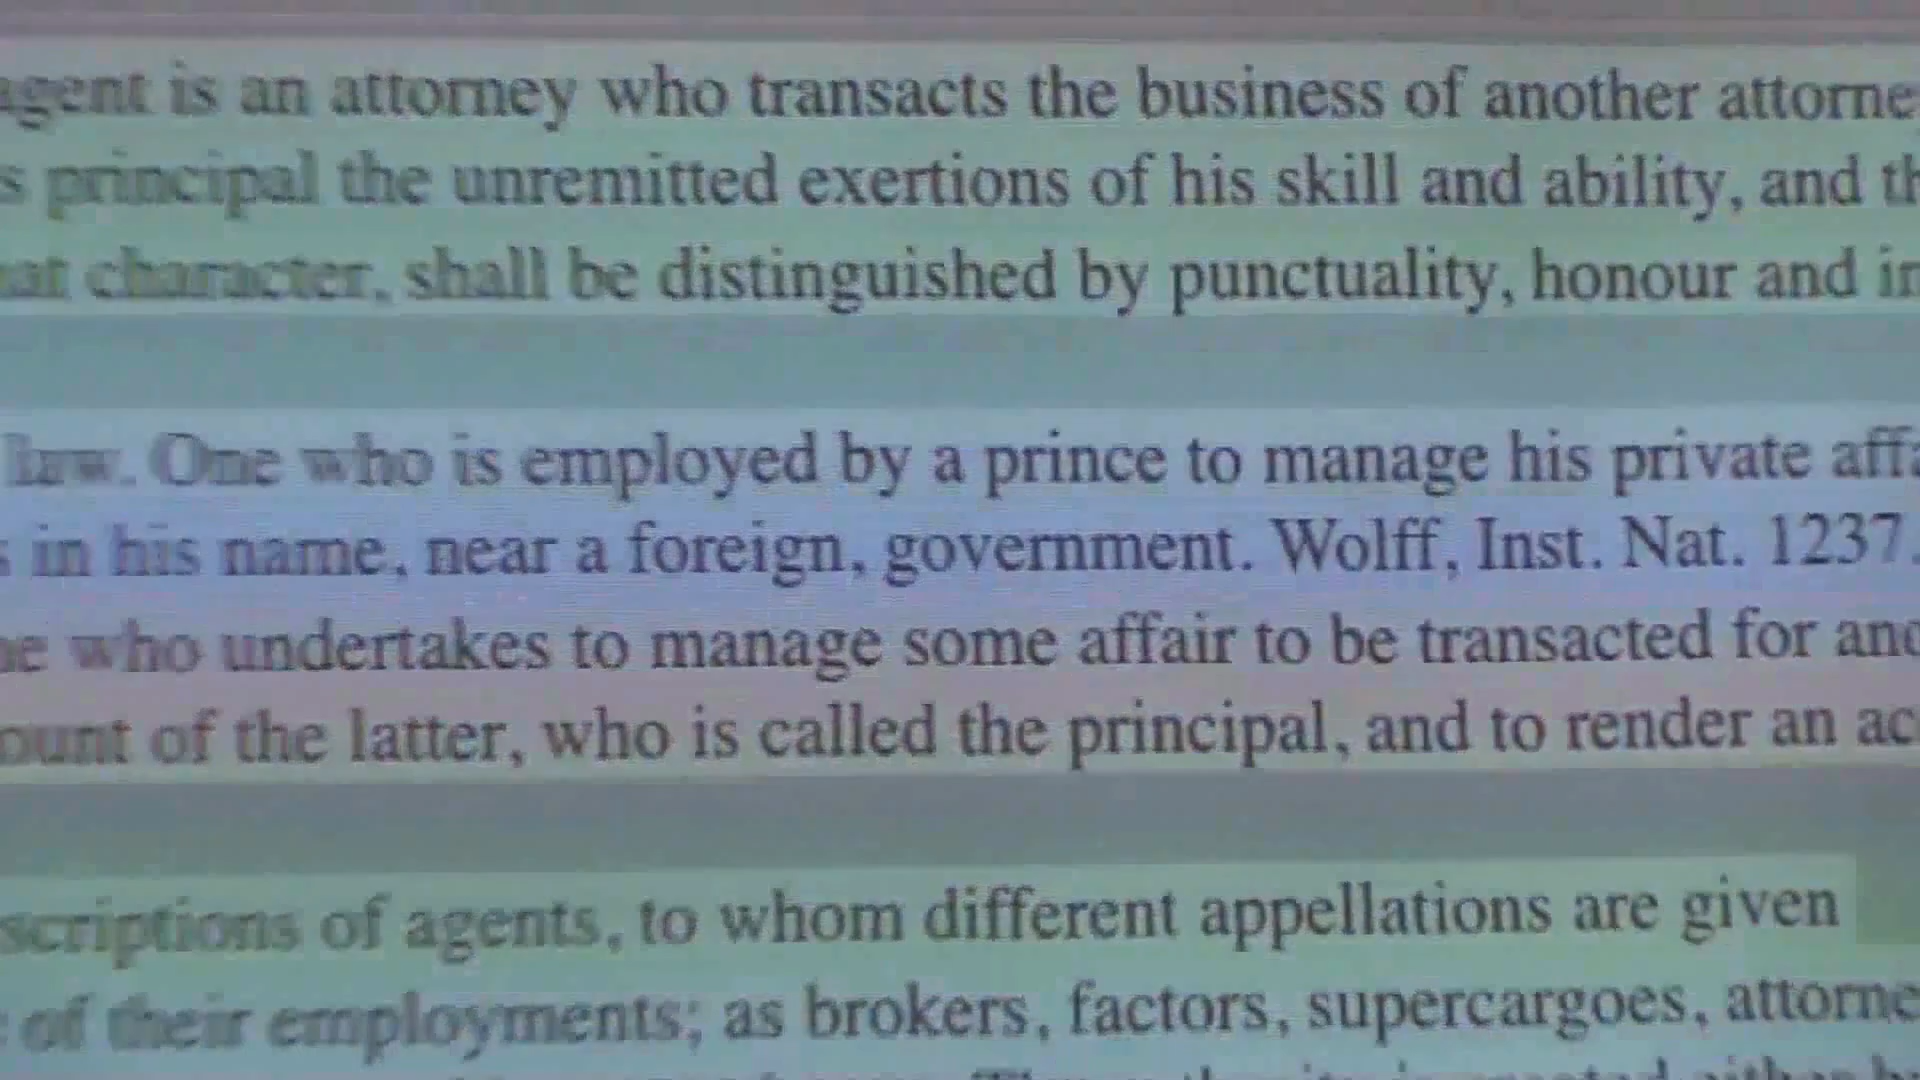 agent is an attorney who transacts the business of another attorne
s principal the unremitted exertions of his skill and ability, and th
at character, shall be distinguished by punctuality, honour and in
law. One who is employed by a prince to manage his private affa
in his name, near a foreign, government. Wolff, Inst. Nat. 1237.
who undertakes to manage some affair to be transacted for ano
ount of the latter, who is called the principal, and to render an ac
scriptions of agents, to whom different appellations are given
of their employments; as brokers, factors, supercargoes, attorne